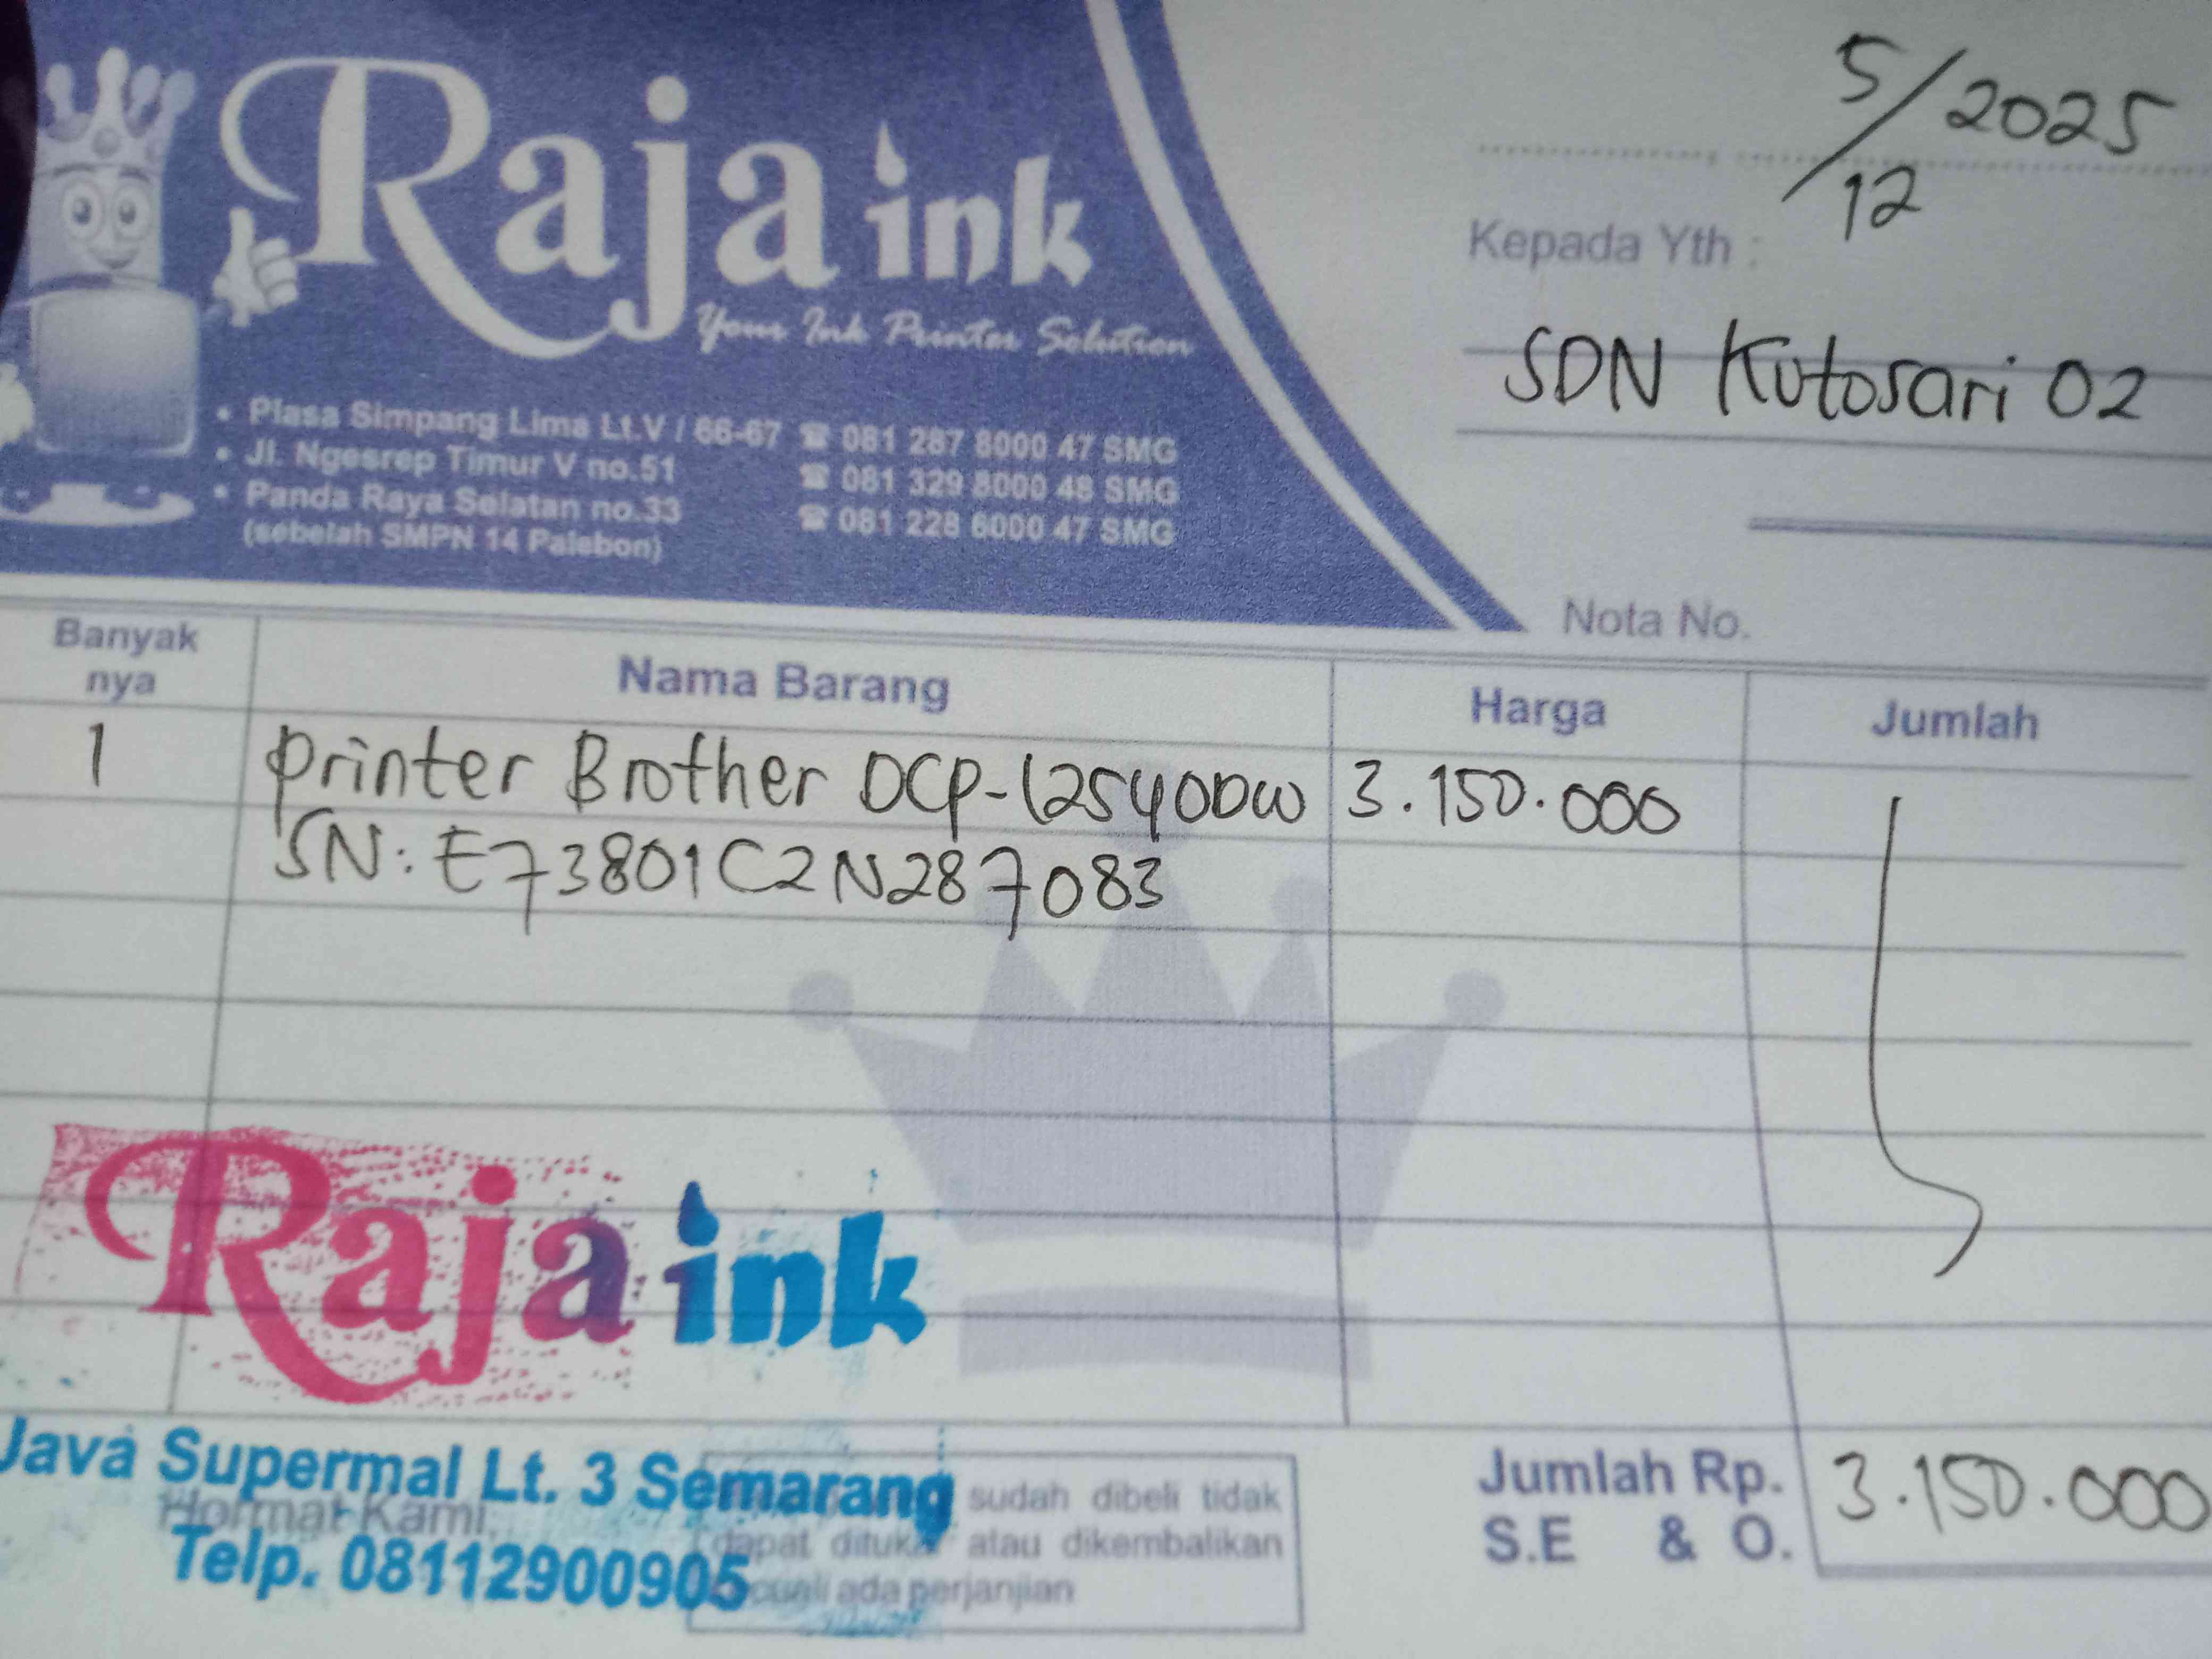 Raja ink
Your Ink Printer Solution
• Plasa Simpang Lima Lt.V / 66-67 ☎ 081 287 8000 47 SMG
• Jl. Ngesrep Timur V no.51 ☎ 081 329 8000 48 SMG
• Panda Raya Selatan no.33 ☎ 081 228 6000 47 SMG
(sebelah SMPN 14 Palebon)
5/12/2025
Kepada Yth :
SDN Kutosari 02
Nota No.
Banyak nya Nama Barang Harga Jumlah
1 printer Brother DCP-L2540DW 3.150.000
SN: E73801C2N287083
Raja ink
Java Supermal Lt. 3 Semarang
Telp. 08112900905
Hormat Kami,
sudah dibeli tidak
dapat ditukar atau dikembalikan
ada perjanjian
Jumlah Rp. 3.150.000
S.E & O.